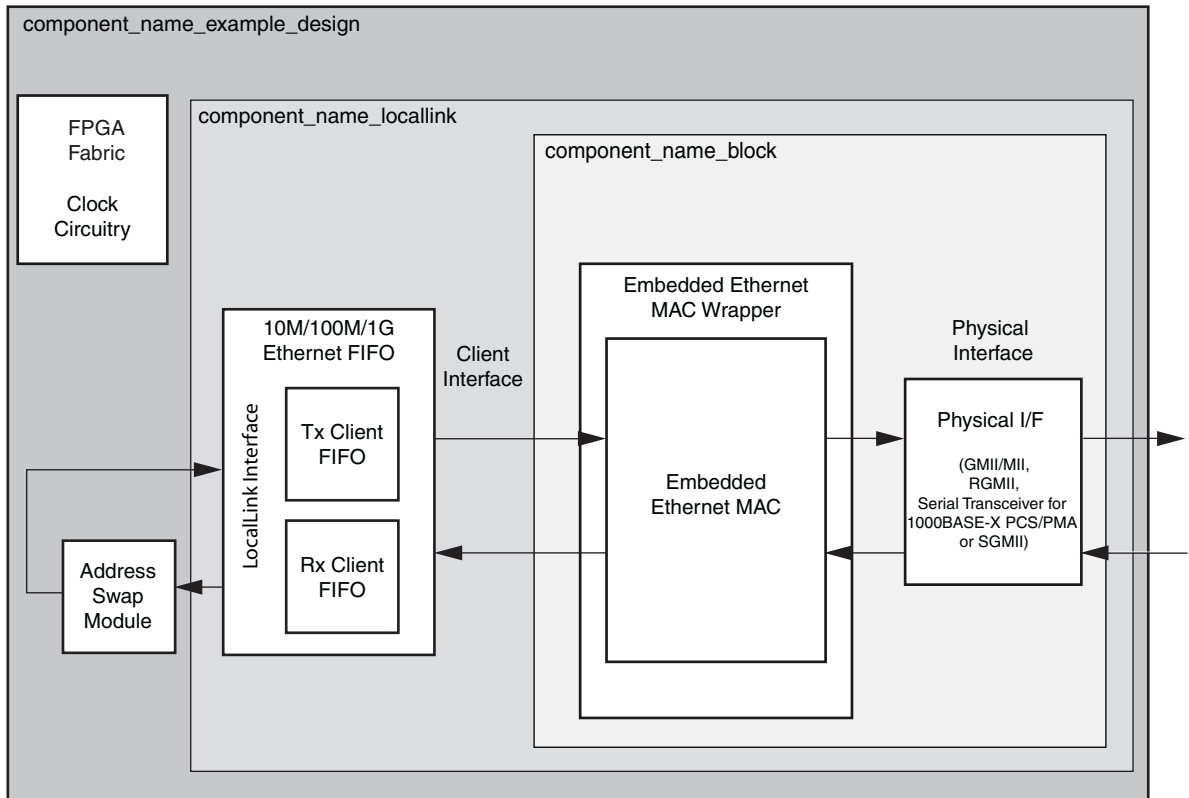 component_name_example_design
FPGA
Fabric
Clock
Circuitry
component_name_locallink
component_name_block
10M/100M/1G
Ethernet FIFO
LocalLink Interface
Tx Client
FIFO
Rx Client
FIFO
Client
Interface
Embedded Ethernet
MAC Wrapper
Embedded
Ethernet MAC
Physical
Interface
Physical I/F
(GMII/MII,
RGMII,
Serial Transceiver for
1000BASE-X PCS/PMA
or SGMII)
Address
Swap
Module